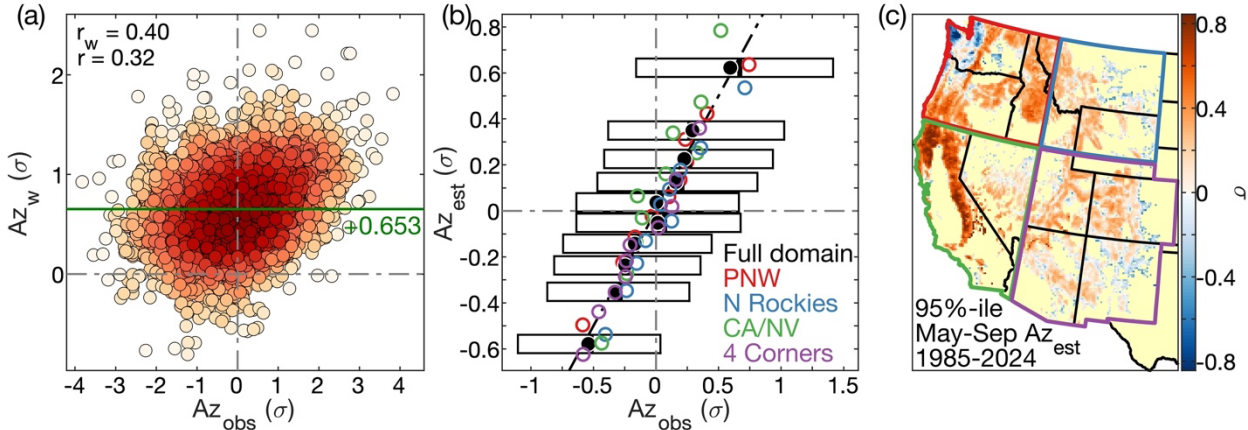 (a)
r_w = 0.40
r = 0.32
2
1
0
+0.653
Az_w (σ)
-4 -3 -2 -1 0 1 2 3 4
Az_obs (σ)
(b)
0.8
0.6
0.4
0.2
0
-0.2
-0.4
-0.6
Az_est (σ)
Full domain
PNW
N Rockies
CA/NV
4 Corners
-1 -0.5 0 0.5 1 1.5
Az_obs (σ)
(c)
95%-ile
May-Sep Az_est
1985-2024
0.8
0.4
0
-0.4
-0.8
σ